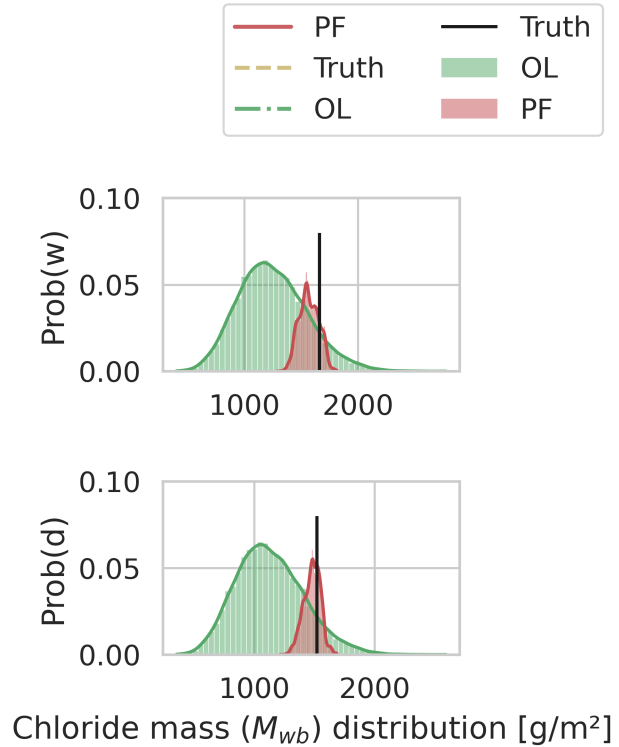 PF Truth
Truth OL
OL PF
0.10
0.05
0.00
Prob(w)
1000 2000
0.10
0.05
0.00
Prob(d)
1000 2000
Chloride mass (M_wb) distribution [g/m²]